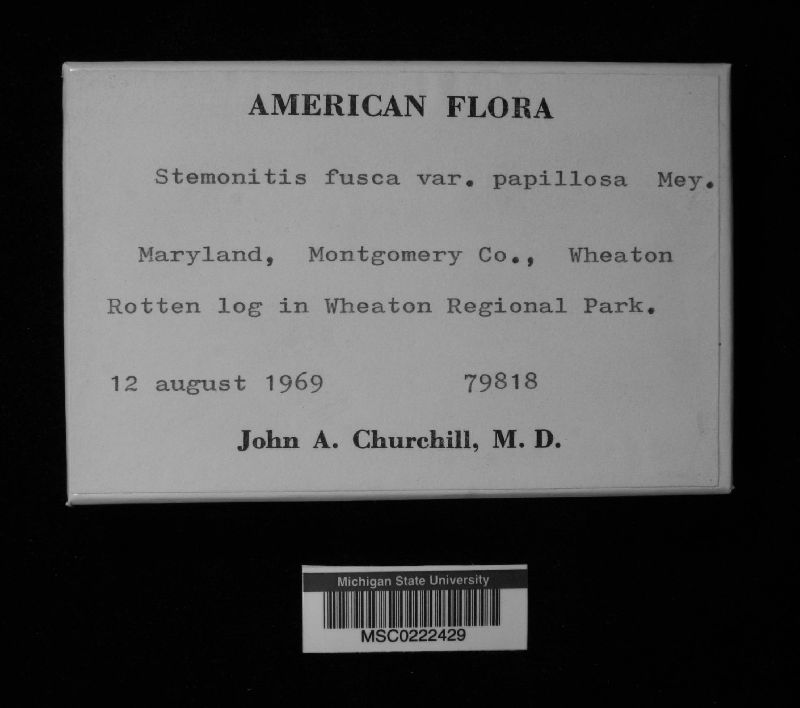 AMERICAN FLORA
Stemonitis fusca var. papillosa Mey.
Maryland, Montgomery Co., Wheaton
Rotten log in Wheaton Regional Park.
12 august 1969 79818
John A. Churchill, M. D.
Michigan State University
MSC0222429